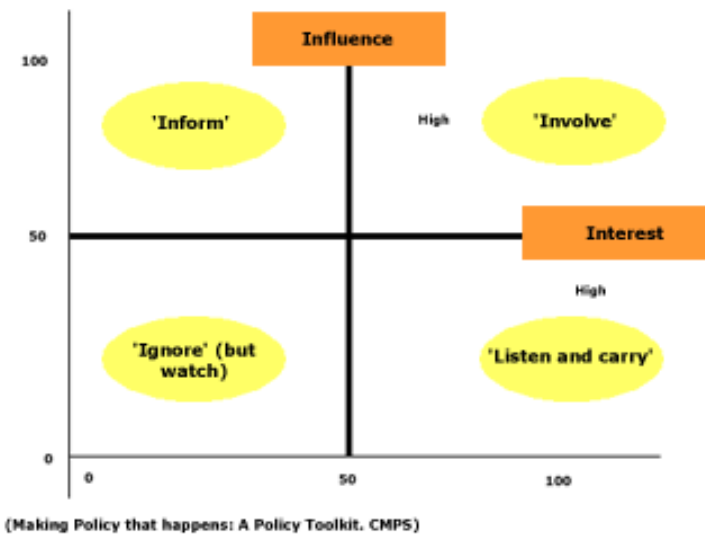 Influence
100
'Inform'
High
'Involve'
50
Interest
High
'Ignore' (but
watch)
'Listen and carry'
0
0
50
100
(Making Policy that happens: A Policy Toolkit. CMPS)